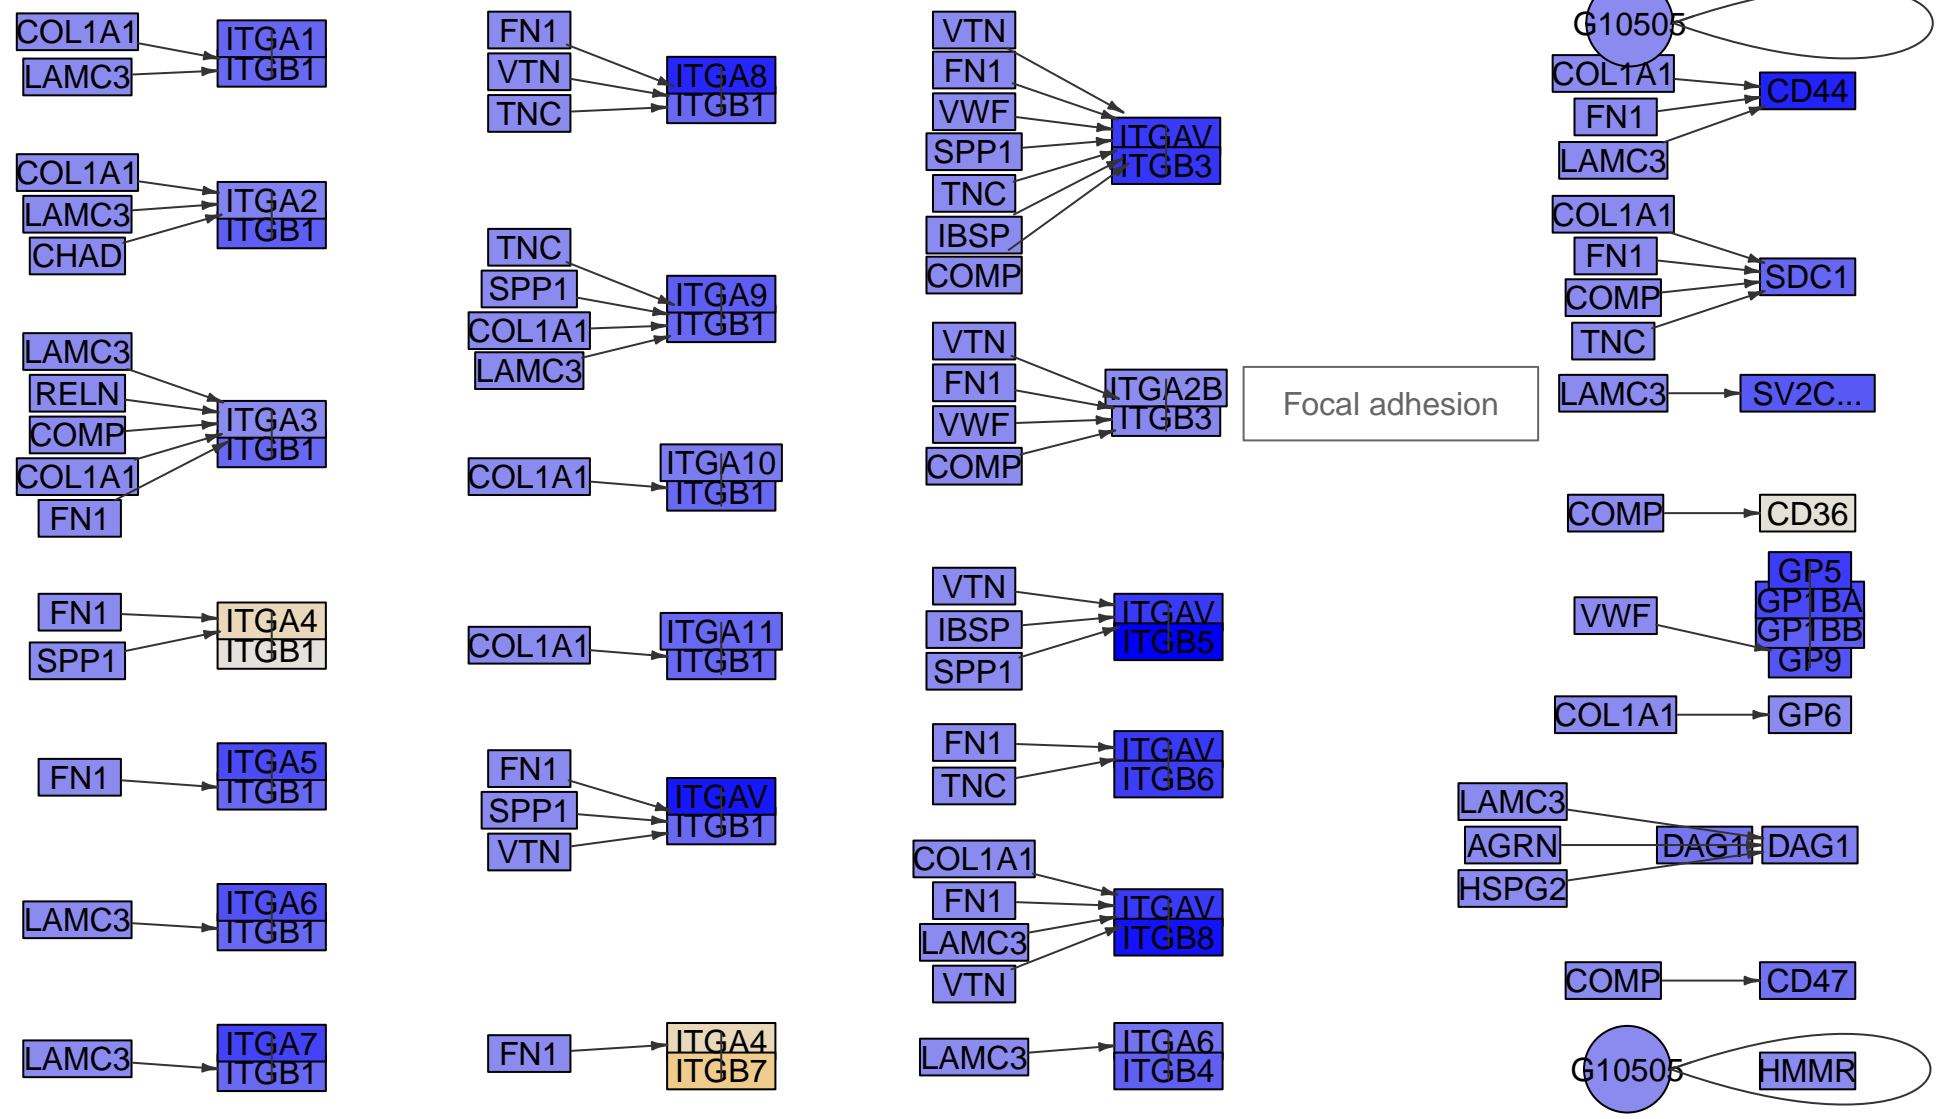 COL1A1
LAMC3
ITGA1
ITGB1
COL1A1
LAMC3
CHAD
ITGA2
ITGB1
LAMC3
RELN
COMP
COL1A1
FN1
ITGA3
ITGB1
FN1
SPP1
ITGA4
ITGB1
FN1
ITGA5
ITGB1
LAMC3
ITGA6
ITGB1
LAMC3
ITGA7
ITGB1
FN1
VTN
TNC
ITGA8
ITGB1
TNC
SPP1
COL1A1
LAMC3
ITGA9
ITGB1
COL1A1
ITGA10
ITGB1
COL1A1
ITGA11
ITGB1
FN1
SPP1
VTN
ITGAV
ITGB1
FN1
ITGA4
ITGB7
VTN
FN1
VWF
SPP1
TNC
IBSP
COMP
ITGAV
ITGB3
VTN
FN1
VWF
COMP
ITGA2B
ITGB3
Focal adhesion
VTN
IBSP
SPP1
ITGAV
ITGB5
FN1
TNC
ITGAV
ITGB6
COL1A1
FN1
LAMC3
VTN
ITGAV
ITGB8
LAMC3
ITGA6
ITGB4
G10505
COL1A1
FN1
LAMC3
CD44
COL1A1
FN1
COMP
TNC
SDC1
LAMC3
SV2C...
COMP
CD36
VWF
GP5
GP1BA
GP1BB
GP9
COL1A1
GP6
LAMC3
AGRN
HSPG2
DAG1
DAG1
COMP
CD47
G10505
HMMR